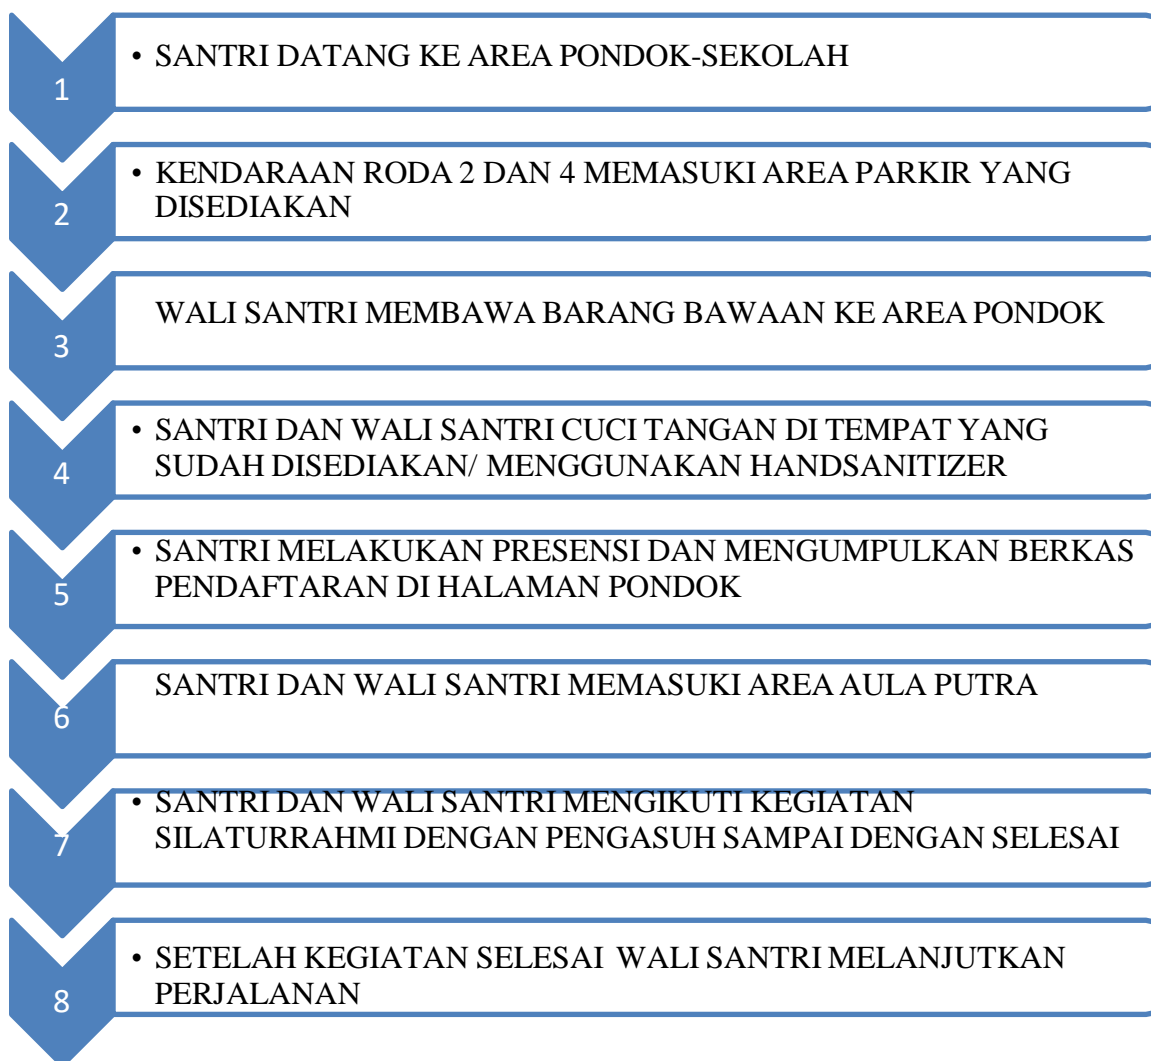 1
• SANTRI DATANG KE AREA PONDOK-SEKOLAH
2
• KENDARAAN RODA 2 DAN 4 MEMASUKI AREA PARKIR YANG
DISEDIAKAN
3
WALI SANTRI MEMBAWA BARANG BAWAAN KE AREA PONDOK
4
• SANTRI DAN WALI SANTRI CUCI TANGAN DI TEMPAT YANG
SUDAH DISEDIAKAN/ MENGGUNAKAN HANDSANITIZER
5
• SANTRI MELAKUKAN PRESENSI DAN MENGUMPULKAN BERKAS
PENDAFTARAN DI HALAMAN PONDOK
6
SANTRI DAN WALI SANTRI MEMASUKI AREA AULA PUTRA
7
• SANTRI DAN WALI SANTRI MENGIKUTI KEGIATAN
SILATURRAHMI DENGAN PENGASUH SAMPAI DENGAN SELESAI
8
• SETELAH KEGIATAN SELESAI WALI SANTRI MELANJUTKAN
PERJALANAN